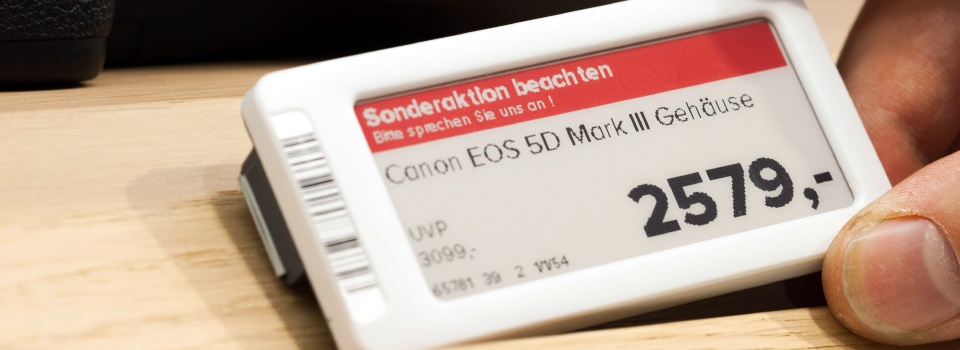 Sonderaktion beachten
Bitte sprechen Sie uns an !
Canon EOS 5D Mark III Gehäuse
2579,-
UVP
3099,-
65781 39 2